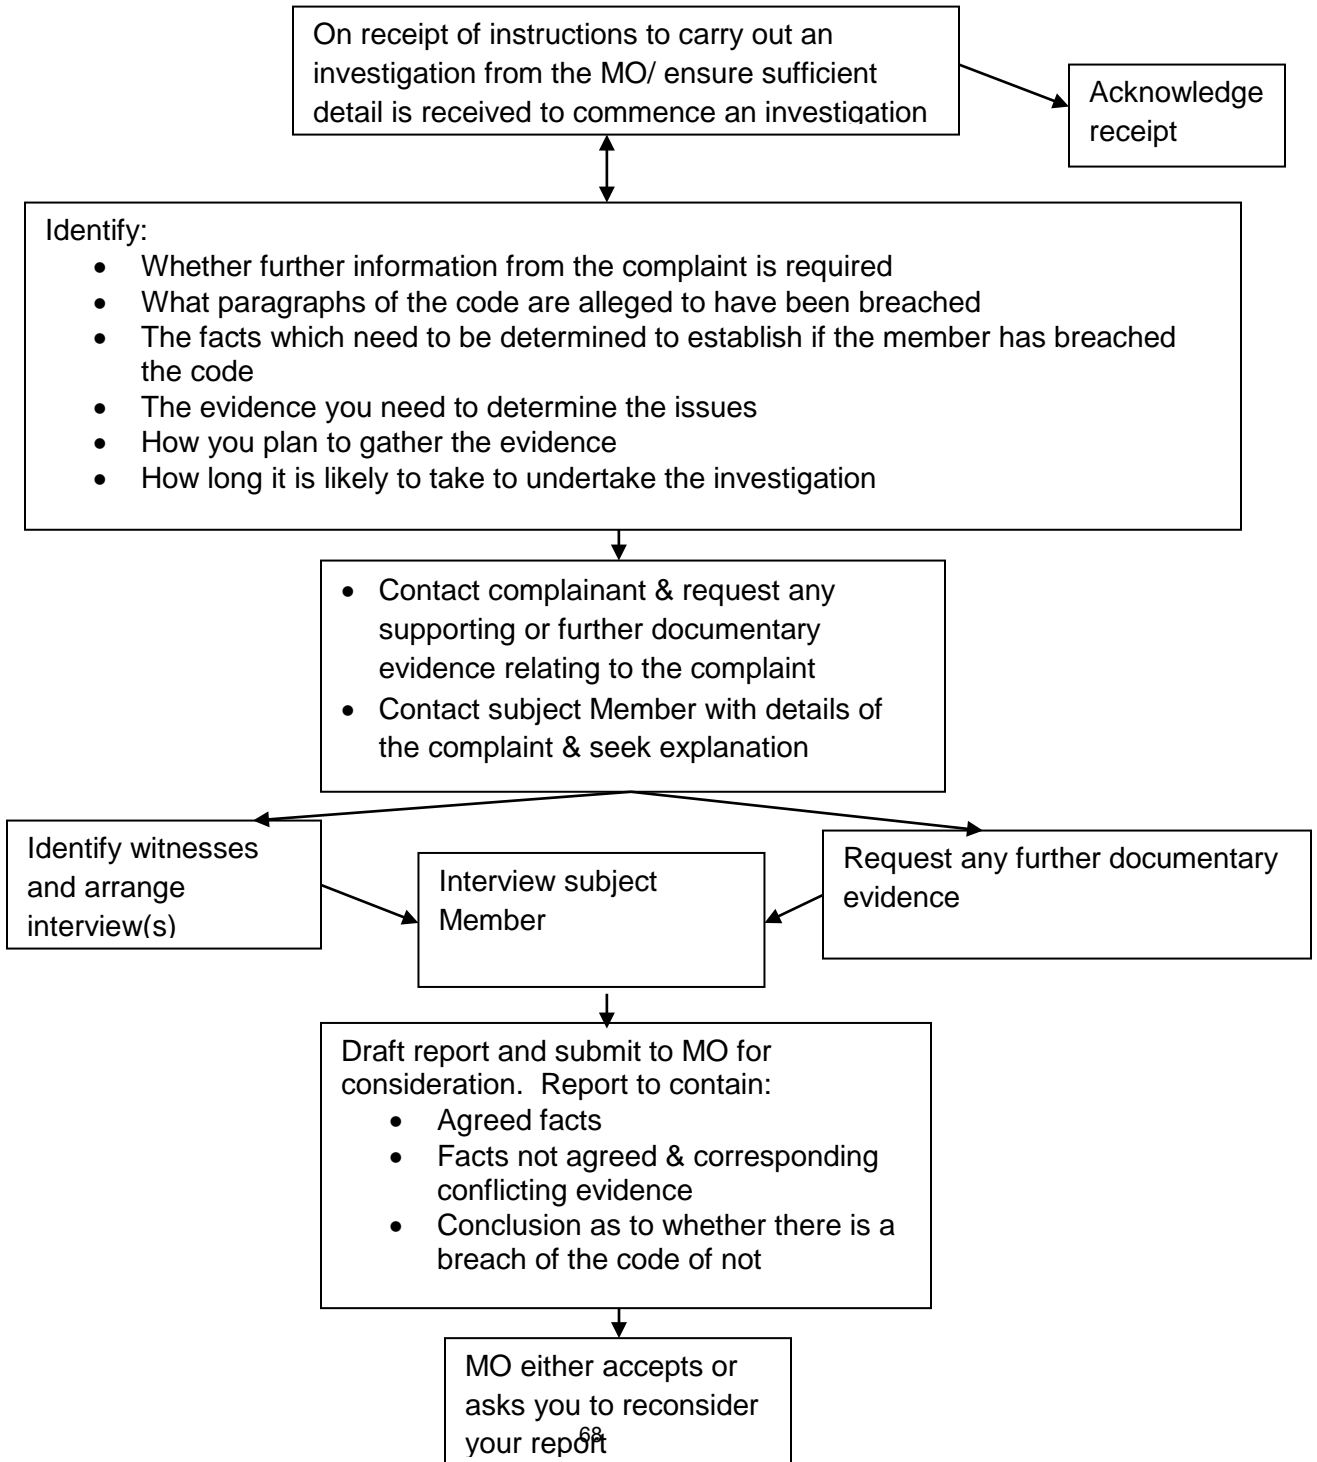 On receipt of instructions to carry out an
investigation from the MO/ ensure sufficient
detail is received to commence an investigation
Acknowledge
receipt
Identify:
• Whether further information from the complaint is required
• What paragraphs of the code are alleged to have been breached
• The facts which need to be determined to establish if the member has breached
the code
• The evidence you need to determine the issues
• How you plan to gather the evidence
• How long it is likely to take to undertake the investigation
• Contact complainant & request any
supporting or further documentary
evidence relating to the complaint
• Contact subject Member with details of
the complaint & seek explanation
Identify witnesses
and arrange
interview(s)
Interview subject
Member
Request any further documentary
evidence
Draft report and submit to MO for
consideration.  Report to contain:
• Agreed facts
• Facts not agreed & corresponding
conflicting evidence
• Conclusion as to whether there is a
breach of the code of not
MO either accepts or
asks you to reconsider
your report
68